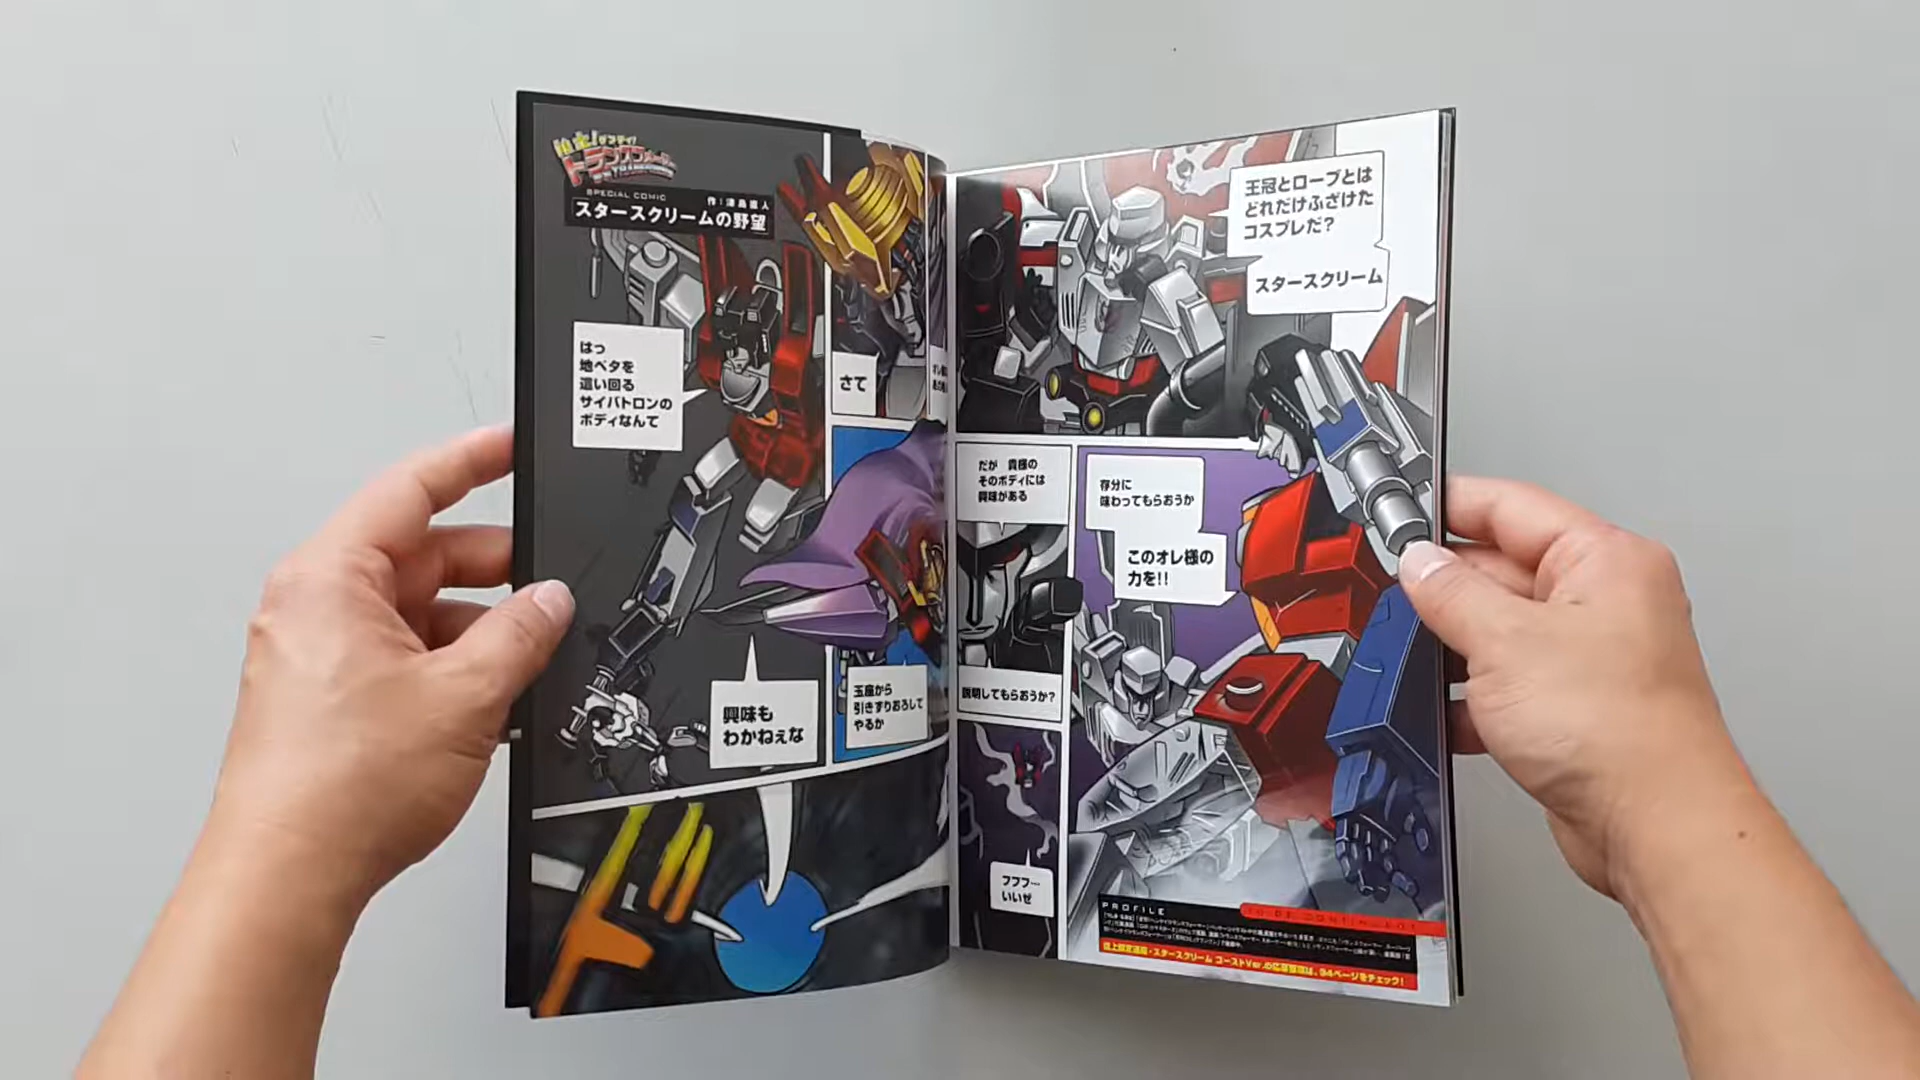 トランスフォーマー
SPECIAL COMIC
作:津島直人
スタースクリームの野望
はっ
地べタを
這い回る
サイバトロンの
ボディなんて
興味も
わかねぇな
さて
玉座から
引きずりおろして
やるか
王冠とローブとは
どれだけふざけた
コスプレだ?
スタースクリーム
だが 貴様の
そのボディには
興味がある
説明してもらおうか?
存分に
味わってもらおうか
このオレ様の
力を!!
フフフ…
いいぜ
PROFILE
TO BE CONTINUED!